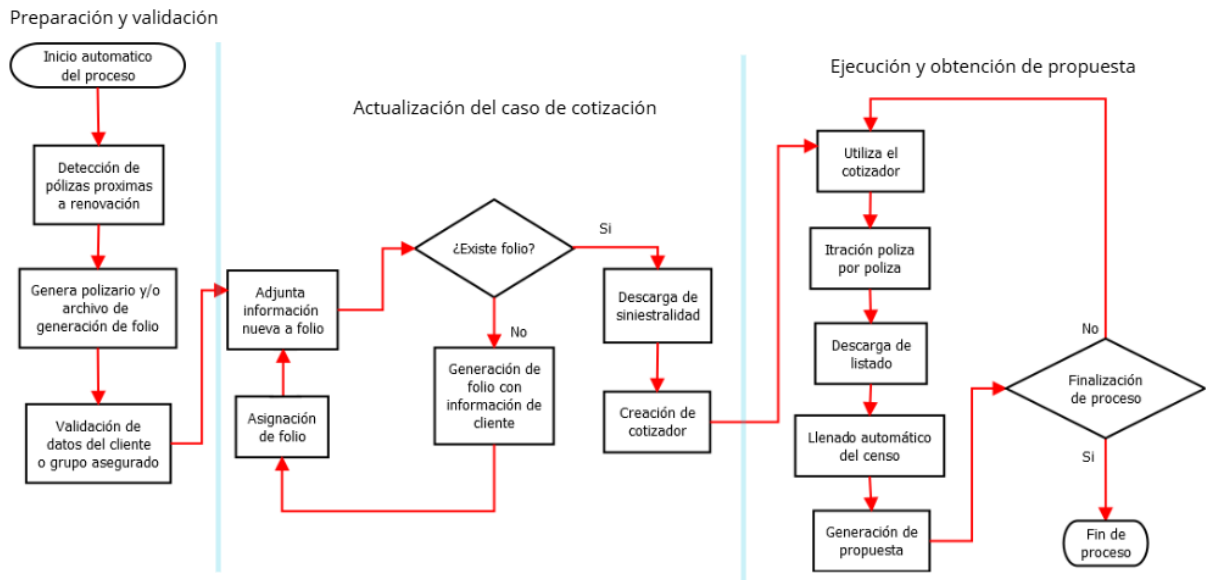 Preparación y validación
Inicio automatico
del proceso
Detección de
pólizas proximas
a renovación
Genera polizario y/o
archivo de
generación de folio
Validación de
datos del cliente
o grupo asegurado
Actualización del caso de cotización
Adjunta
información
nueva a folio
¿Existe folio?
Si
No
Generación de
folio con
información de
cliente
Asignación
de folio
Descarga de
siniestralidad
Creación de
cotizador
Ejecución y obtención de propuesta
Utiliza el
cotizador
Itración poliza
por poliza
Descarga de
listado
Llenado automático
del censo
Generación de
propuesta
No
Finalización
de proceso
Si
Fin de
proceso